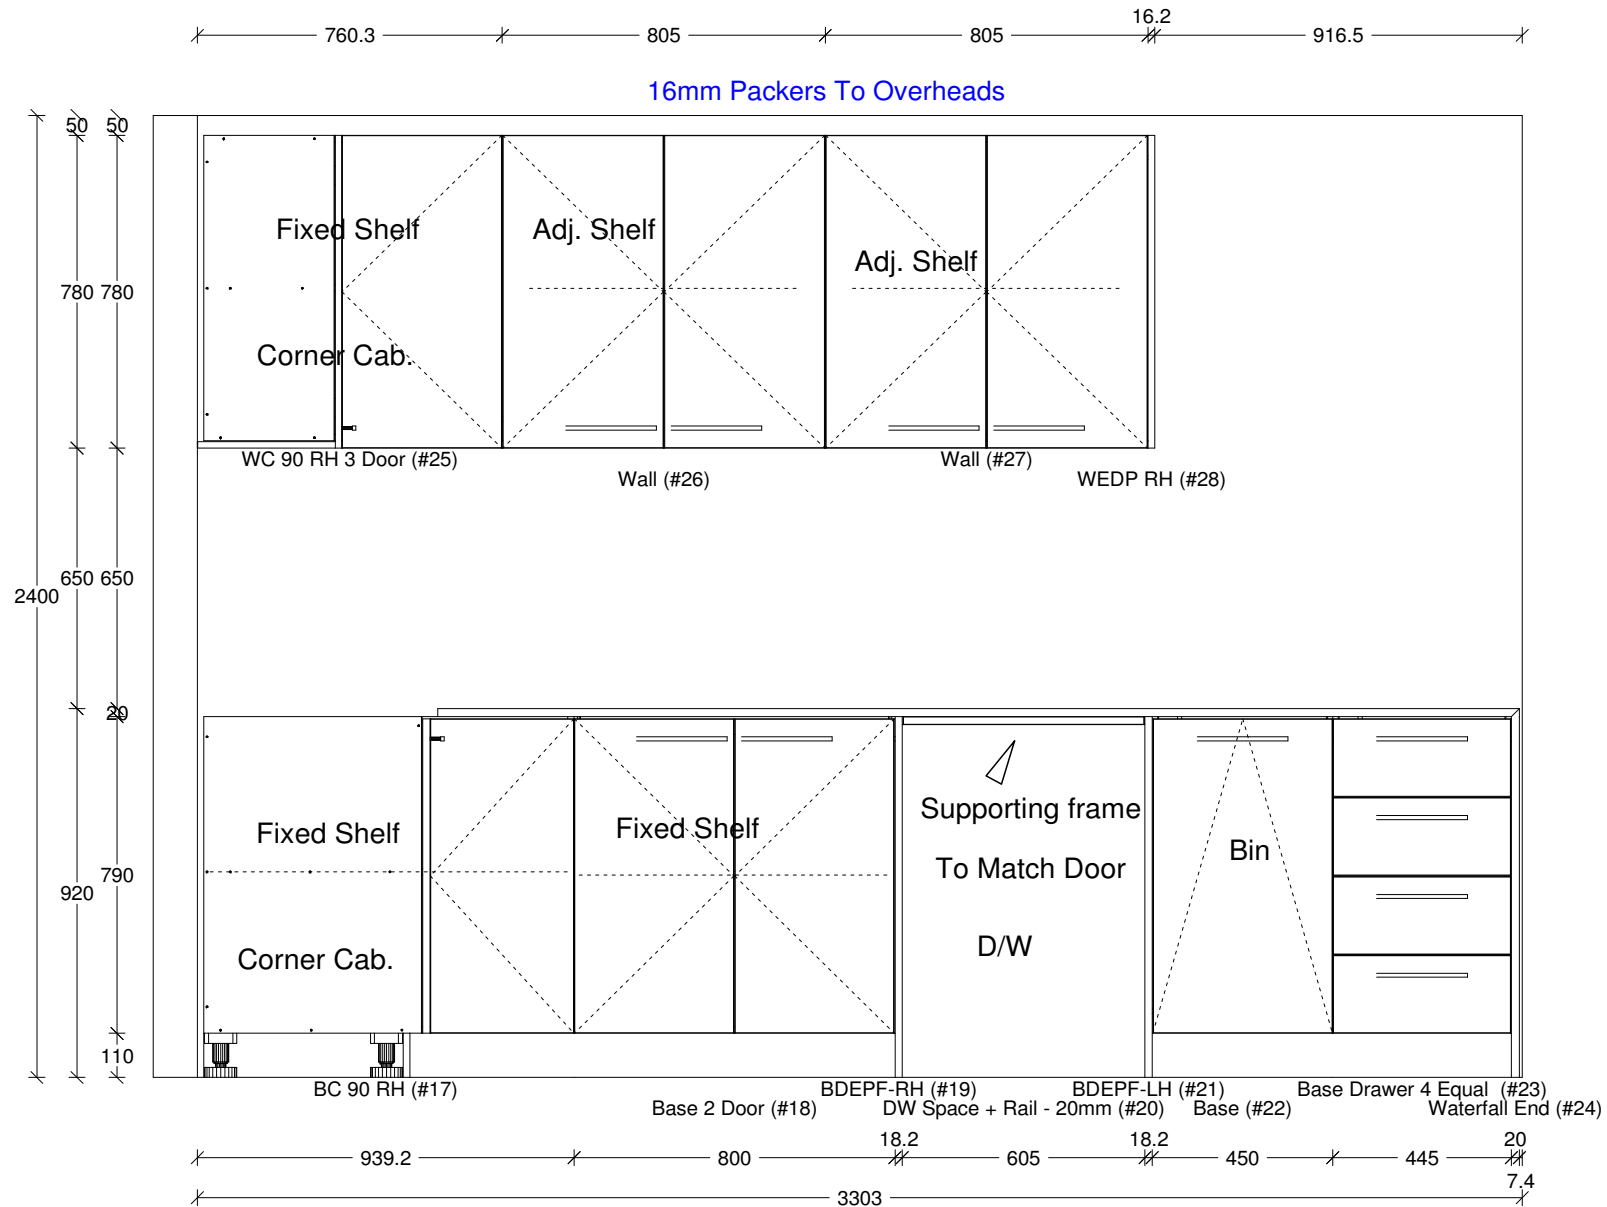 16.2
760.3 805 805 916.5
16mm Packers To Overheads
50 50
Fixed Shelf
Adj. Shelf
Adj. Shelf
780 780
Corner Cab.
WC 90 RH 3 Door (#25)
Wall (#27)
Wall (#26)
WEDP RH (#28)
650 650
2400
20
Supporting frame
Fixed Shelf
Fixed Shelf
Bin
To Match Door
790
920
D/W
Corner Cab.
110
BC 90 RH (#17)
BDEPF-RH (#19)
BDEPF-LH (#21)
Base Drawer 4 Equal (#23)
Base 2 Door (#18)
DW Space + Rail - 20mm (#20)
Base (#22)
Waterfall End (#24)
18.2 18.2 20
939.2 800 605 450 445
7.4
3303